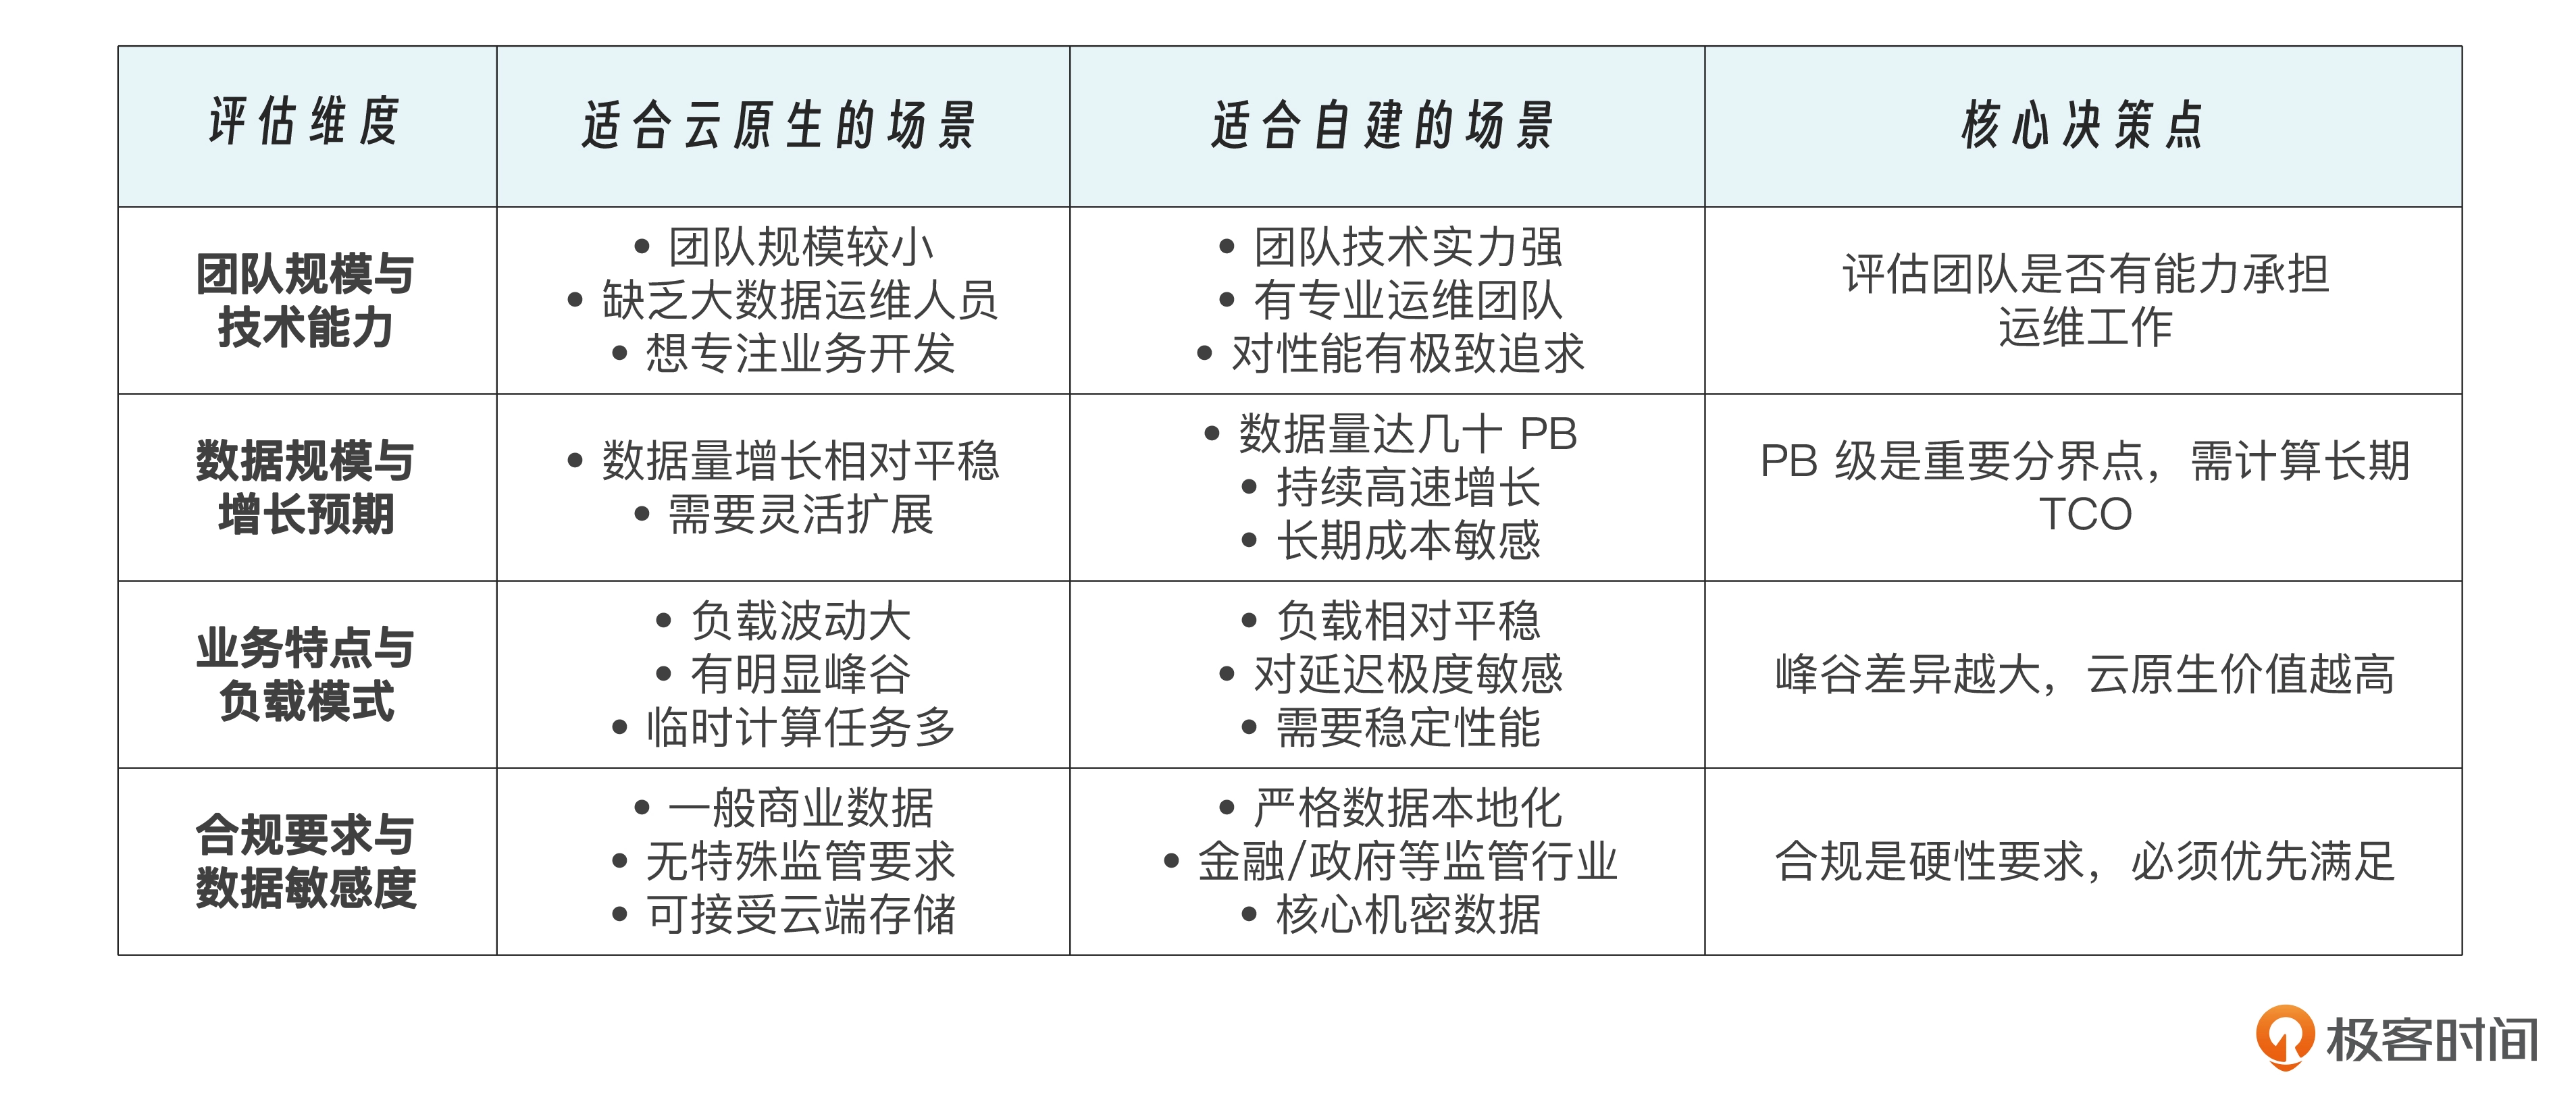 评估维度
适合云原生的场景
适合自建的场景
核心决策点
团队规模与
技术能力
• 团队规模较小
• 缺乏大数据运维人员
• 想专注业务开发
• 团队技术实力强
• 有专业运维团队
• 对性能有极致追求
评估团队是否有能力承担
运维工作
数据规模与
增长预期
• 数据量增长相对平稳
• 需要灵活扩展
• 数据量达几十 PB
• 持续高速增长
• 长期成本敏感
PB 级是重要分界点，需计算长期
TCO
业务特点与
负载模式
• 负载波动大
• 有明显峰谷
• 临时计算任务多
• 负载相对平稳
• 对延迟极度敏感
• 需要稳定性能
峰谷差异越大，云原生价值越高
合规要求与
数据敏感度
• 一般商业数据
• 无特殊监管要求
• 可接受云端存储
• 严格数据本地化
• 金融/政府等监管行业
• 核心机密数据
合规是硬性要求，必须优先满足
极客时间